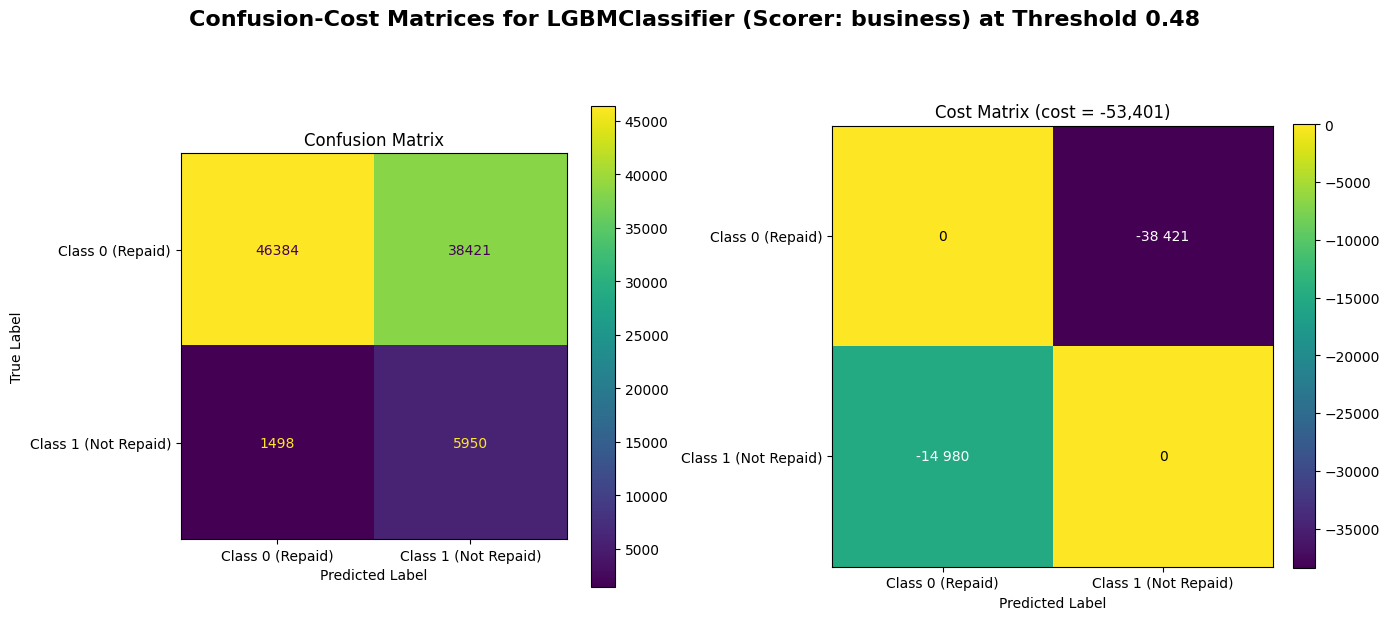 Confusion-Cost Matrices for LGBMClassifier (Scorer: business) at Threshold 0.48
Confusion Matrix
True Label
Class 0 (Repaid)
Class 1 (Not Repaid)
46384
38421
1498
5950
Class 0 (Repaid)
Class 1 (Not Repaid)
Predicted Label
45000
40000
35000
30000
25000
20000
15000
10000
5000
Cost Matrix (cost = -53,401)
Class 0 (Repaid)
Class 1 (Not Repaid)
0
-38 421
-14 980
0
Class 0 (Repaid)
Class 1 (Not Repaid)
Predicted Label
0
−5000
−10000
−15000
−20000
−25000
−30000
−35000